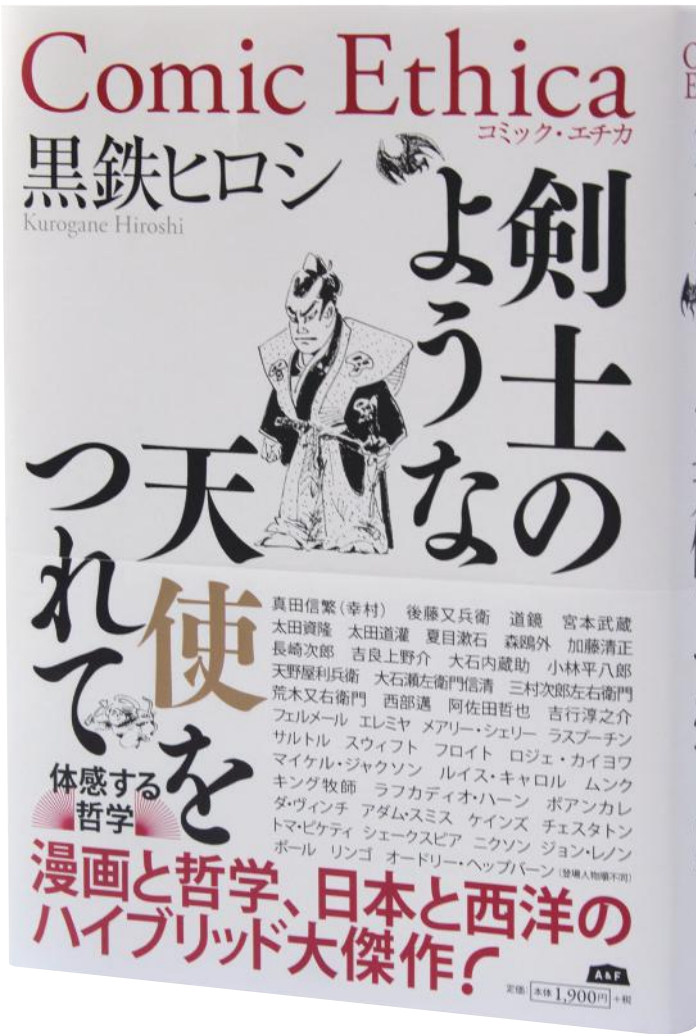 Comic Ethica
コミック・エチカ
黒鉄ヒロシ
Kurogane Hiroshi
剣士の
ような
天使を
つれて
真田信繁(幸村) 後藤又兵衛 道鏡 宮本武蔵
太田資隆 太田道灌 夏目漱石 森鴎外 加藤清正
長崎次郎 吉良上野介 大石内蔵助 小林平八郎
天野屋利兵衛 大石瀬左衛門信清 三村次郎左右衛門
荒木又右衛門 西部邁 阿佐田哲也 吉行淳之介
フェルメール エレミヤ メアリー・シェリー ラスプーチン
サルトル スウィフト フロイト ロジェ・カイヨワ
マイケル・ジャクソン ルイス・キャロル ムンク
キング牧師 ラフカディオ・ハーン ポアンカレ
ダ・ヴィンチ アダム・スミス ケインズ チェスタトン
トマ・ピケティ シェークスピア ニクソン ジョン・レノン
ポール リンゴ オードリー・ヘップバーン (登場人物順不同)
体感する
哲学
漫画と哲学、日本と西洋の
ハイブリッド大傑作!
A&F
定価 本体1,900円+税